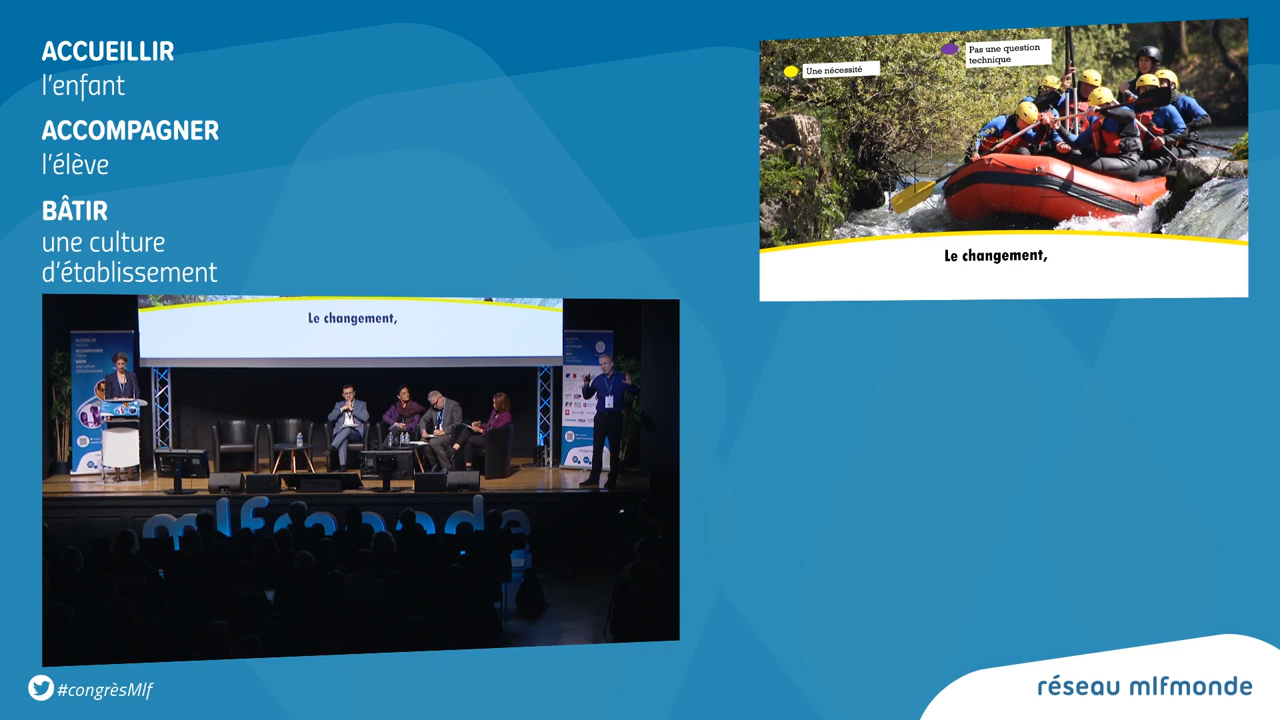 ACCUEILLIR
l'enfant
ACCOMPAGNER
l'élève
BÂTIR
une culture
d'établissement
Une nécessité
Pas une question
technique
Le changement,
Le changement,
mlfmonde
#congrèsMlf
réseau mlfmonde